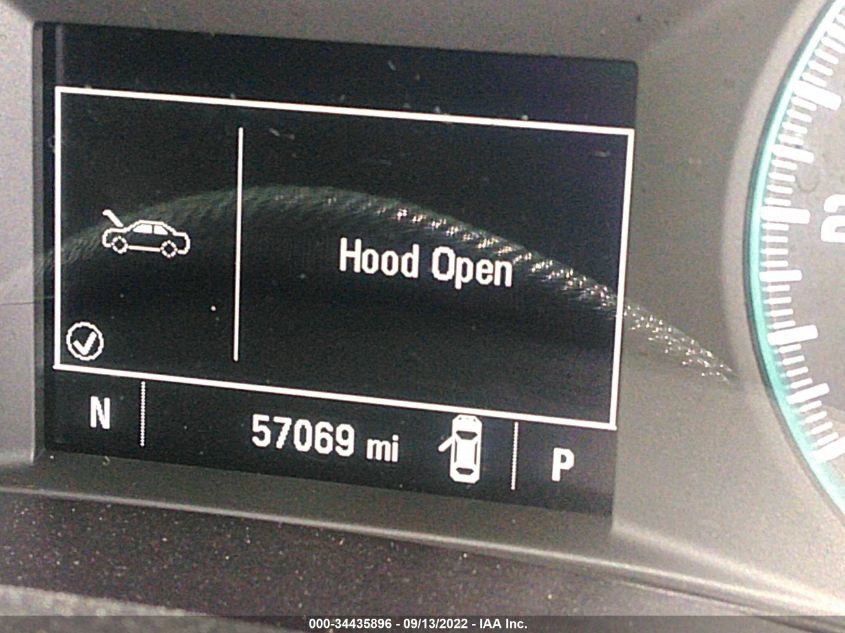 Hood Open
N
57069 mi
P
000-34435896 - 09/13/2022 - IAA Inc.